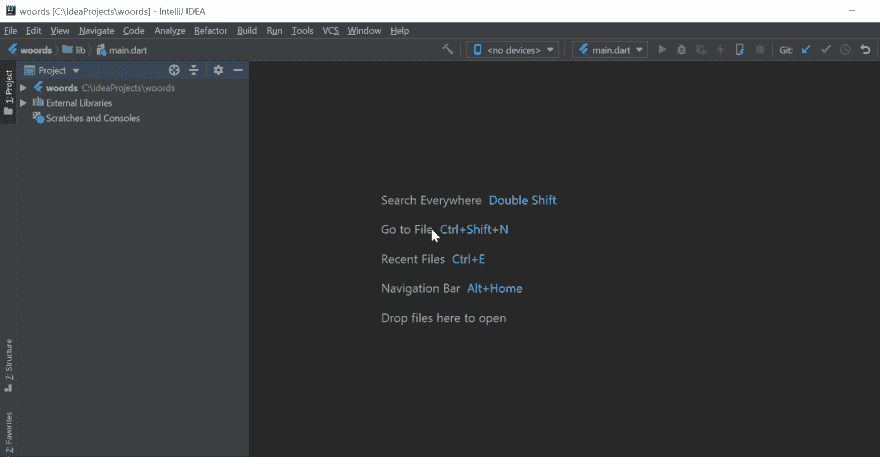 woords [C:\IdeaProjects\woords] - IntelliJ IDEA
File Edit View Navigate Code Analyze Refactor Build Run Tools VCS Window Help
woords lib main.dart <no devices> main.dart Git:
1: Project
Project
woords C:\IdeaProjects\woords
External Libraries
Scratches and Consoles
Search Everywhere Double Shift
Go to File Ctrl+Shift+N
Recent Files Ctrl+E
Navigation Bar Alt+Home
Drop files here to open
Z: Structure
2: Favorites